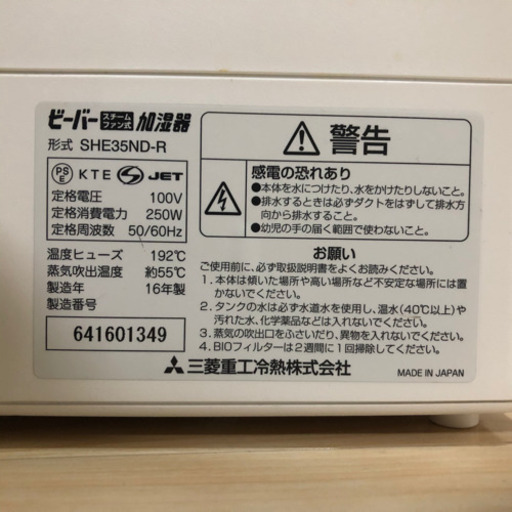 ビーバー スチームファン式 加湿器
形式 SHE35ND-R
PSE KTE S JET
定格電圧 100V
定格消費電力 250W
定格周波数 50/60Hz
温度ヒューズ 192℃
蒸気吹出温度 約55℃
製造年 16年製
製造番号
641601349
警告
感電の恐れあり
●本体を水につけたり、水をかけたりしないこと。
●排水するときは必ずダクトをはずして排水方
向から排水すること。
●幼児の手の届く範囲で使わないこと。
お願い
ご使用前に、必ず取扱説明書をよくお読みください。
1. 本体は傾いた場所や高い場所など不安定な場所には置
かないでください。
2. タンクの水は必ず水道水を使用し、温水(40℃以上)や
汚れた水、化学薬品などは入れないでください。
3. 蒸気の吹出口をふさいだり、異物を入れないでください。
4. BIOフィルターは2週間に1回掃除してください。
三菱重工冷熱株式会社
MADE IN JAPAN